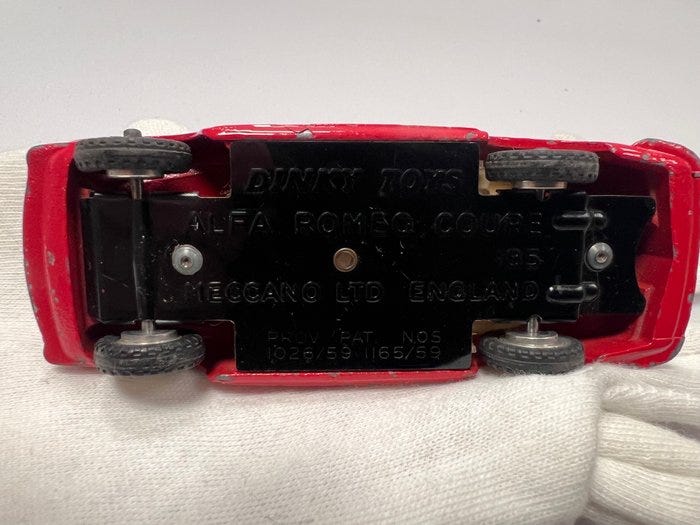 DINKY TOYS
ALFA ROMEO COUPE
185
MECCANO LTD ENGLAND
PROV PAT. NOS
1026/59 1165/59